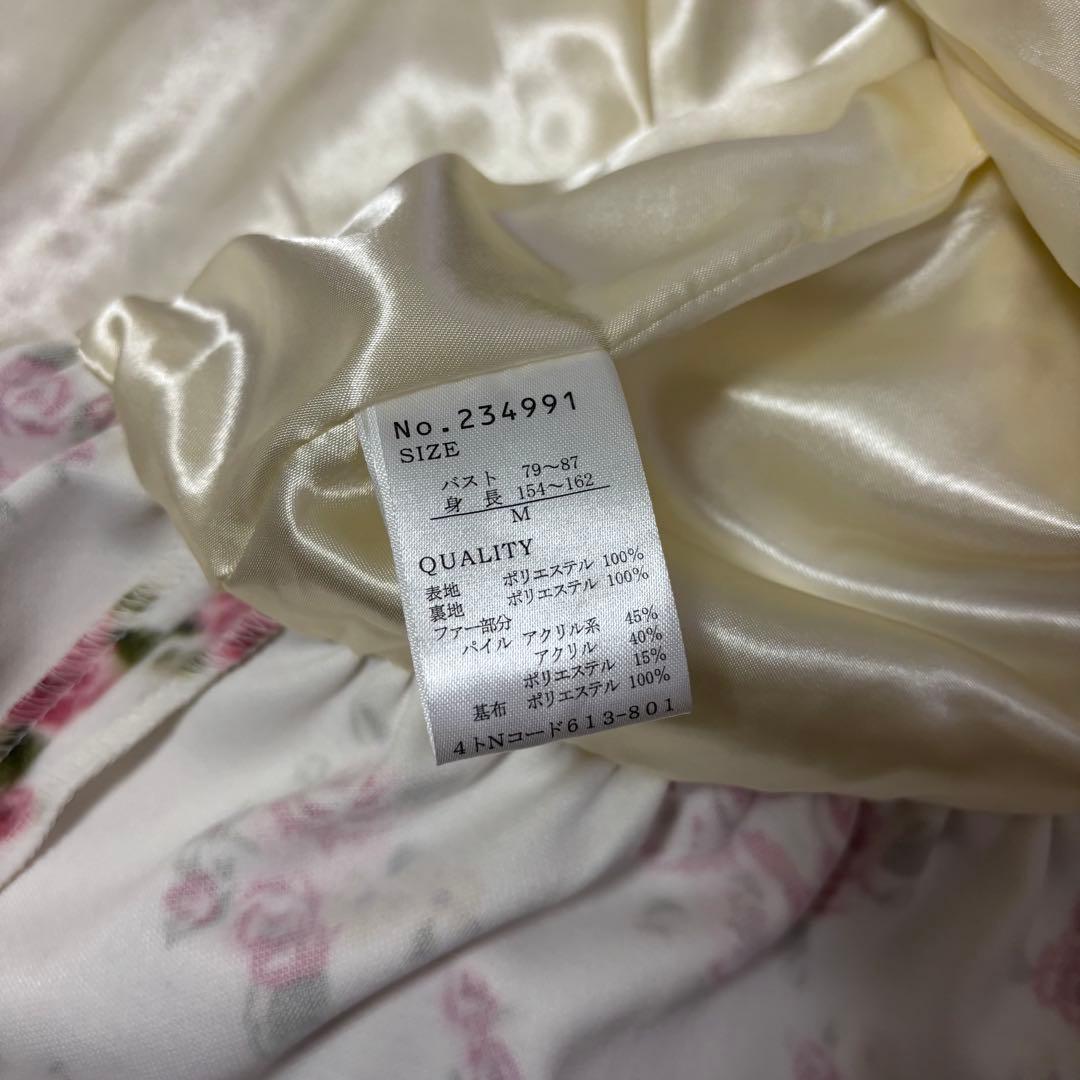 No.234991
SIZE
バスト 79～87
身長 154～162
M
QUALITY
表地 ポリエステル 100%
裏地 ポリエステル 100%
ファー部分
パイル アクリル系 45%
アクリル 40%
ポリエステル 15%
基布 ポリエステル 100%
4トNコード613-801